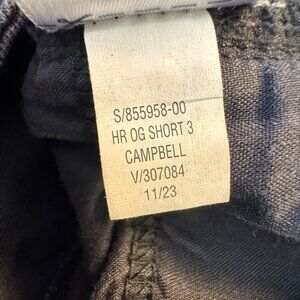 S/855958-00
HR OG SHORT 3
CAMPBELL
V/307084
11/23